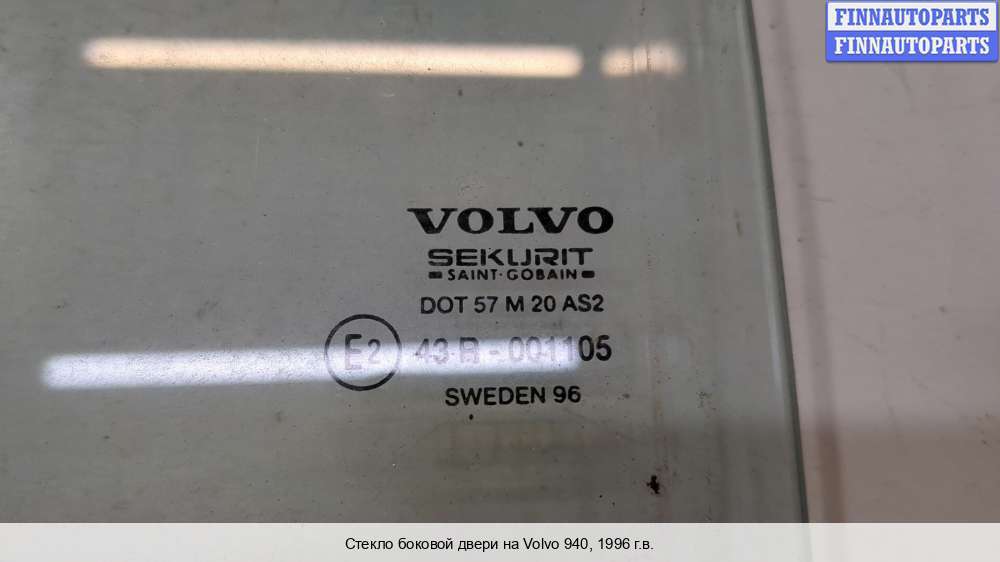 FINNAUTOPARTS
FINNAUTOPARTS
VOLVO
SEKURIT
SAINT-GOBAIN
DOT 57 M 20 AS2
E2 43 R - 001105
SWEDEN 96
Стекло боковой двери на Volvo 940, 1996 г.в.